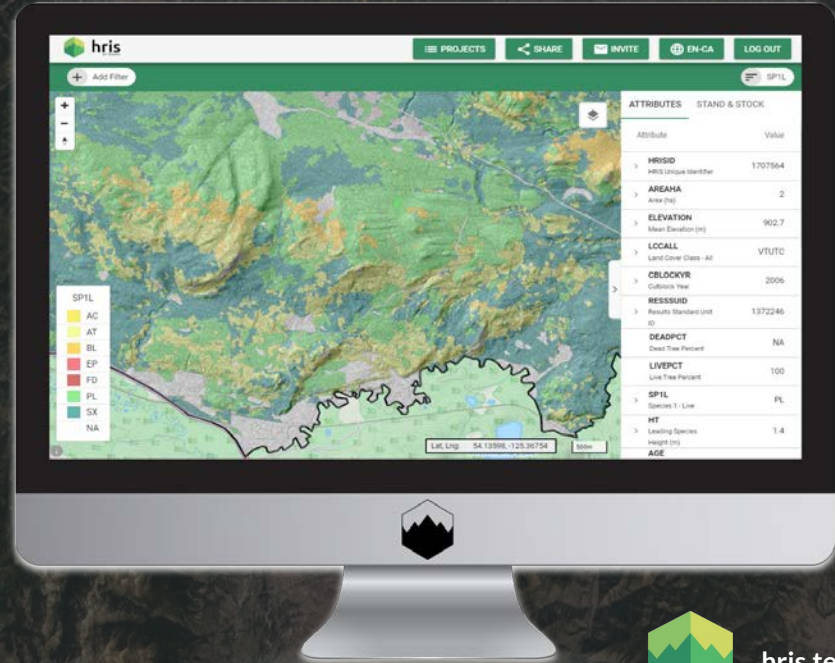 hris
PROJECTS
SHARE
INVITE
EN-CA
LOG OUT
+ Add Filter
SP1L
+
-
ATTRIBUTES
STAND & STOCK
Attribute
Value
HRISID
HRIS Unique Identifier
1707564
AREAHA
Area (ha)
2
ELEVATION
Mean Elevation (m)
902.7
LCCALL
Land Cover Class - All
VTUTC
CBLOCKYR
Cutblock Year
2006
RESSSUID
Results Standard Unit
ID
1372246
DEADPCT
Dead Tree Percent
NA
LIVEPCT
Live Tree Percent
100
SP1L
Species 1 - Live
PL
HT
Leading Species
Height (m)
1.4
AGE
SP1L
AC
AT
BL
EP
FD
PL
SX
NA
Lat, Lng: 54.13598, -125.36754
500m